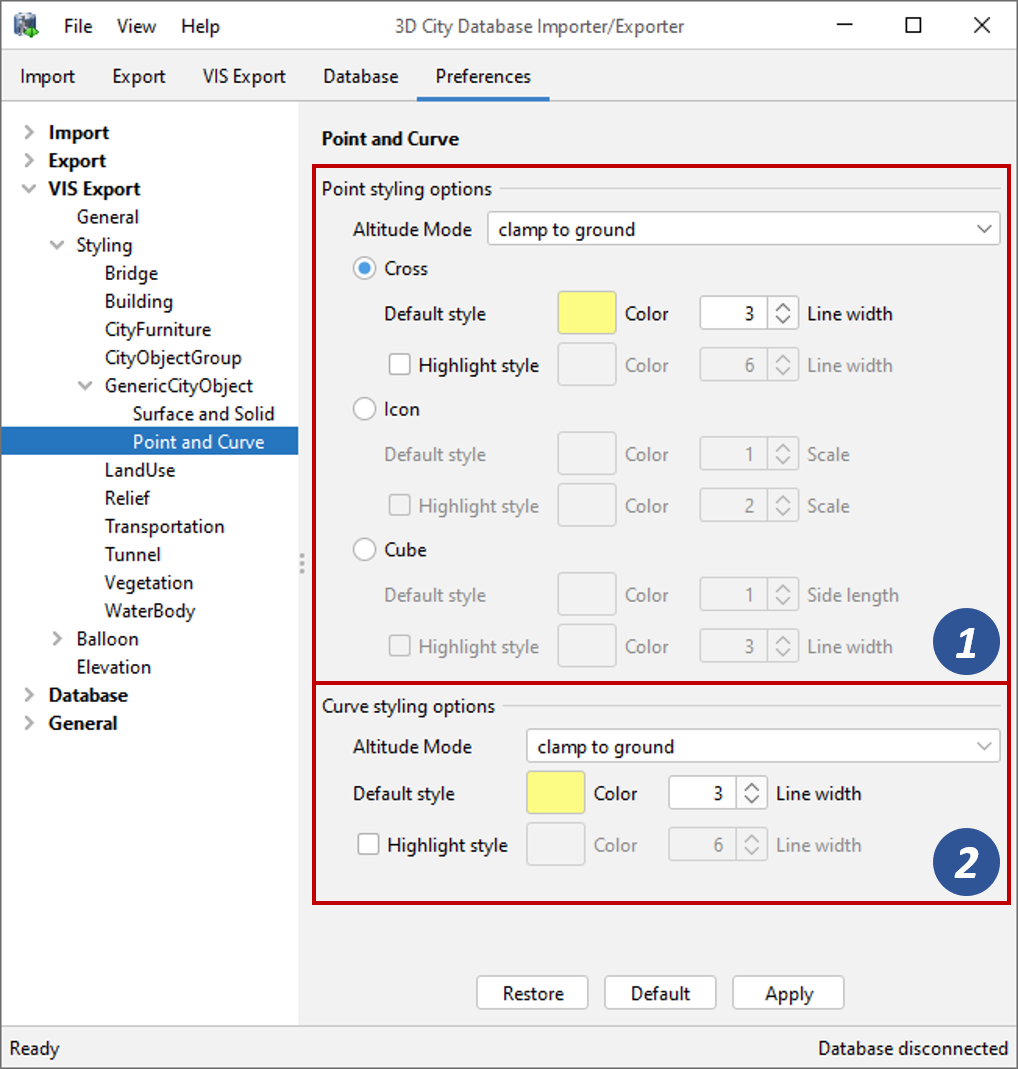 File View Help 3D City Database Importer/Exporter
Import Export VIS Export Database Preferences
Import
Export
VIS Export
General
Styling
Bridge
Building
CityFurniture
CityObjectGroup
GenericCityObject
Surface and Solid
Point and Curve
LandUse
Relief
Transportation
Tunnel
Vegetation
WaterBody
Balloon
Elevation
Database
General
Point and Curve
Point styling options
Altitude Mode clamp to ground
Cross
Default style Color 3 Line width
Highlight style Color 6 Line width
Icon
Default style Color 1 Scale
Highlight style Color 2 Scale
Cube
Default style Color 1 Side length
Highlight style Color 3 Line width
1
Curve styling options
Altitude Mode clamp to ground
Default style Color 3 Line width
Highlight style Color 6 Line width
2
Restore Default Apply
Ready Database disconnected